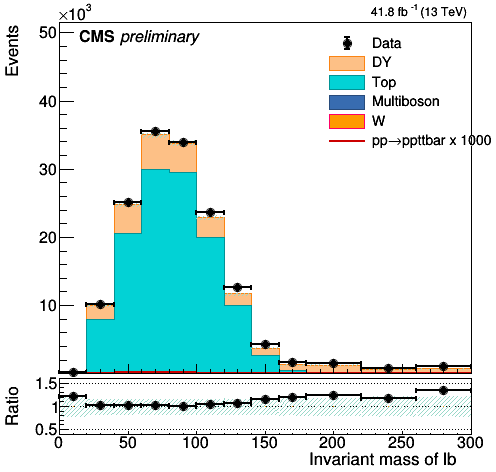 ×10³
41.8 fb⁻¹ (13 TeV)
CMS preliminary
Events
50
40
30
20
10
Data
DY
Top
Multiboson
W
pp→ppttbar x 1000
Ratio
1.5
1
0.5
0 50 100 150 200 250 300
Invariant mass of lb